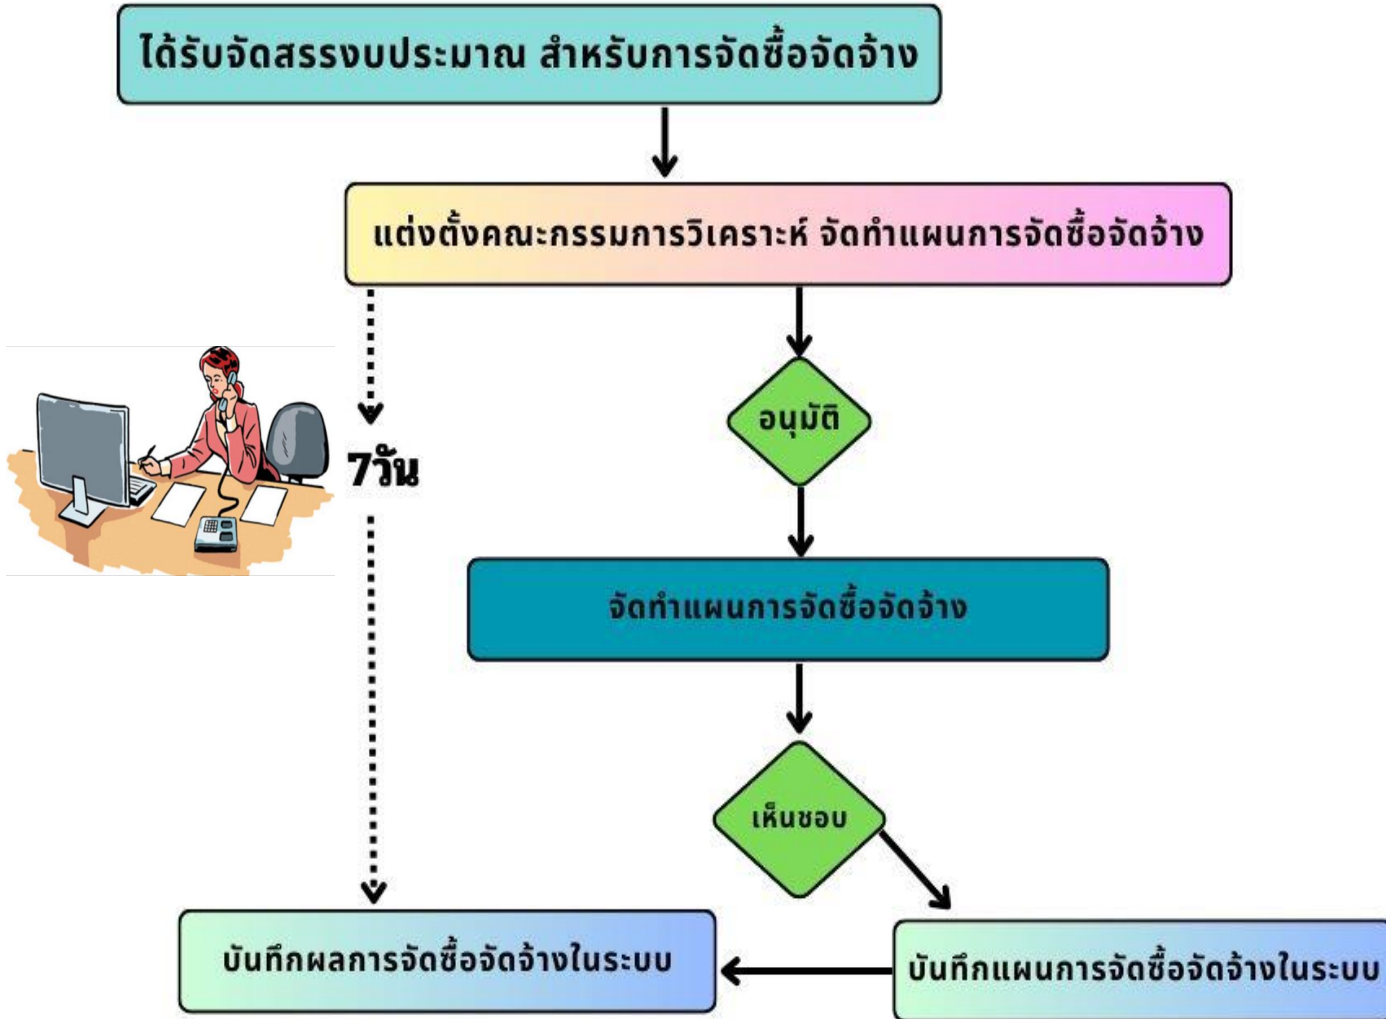 ได้รับจัดสรรงบประมาณ สำหรับการจัดซื้อจัดจ้าง
แต่งตั้งคณะกรรมการวิเคราะห์ จัดทำแผนการจัดซื้อจัดจ้าง
อนุมัติ
7วัน
จัดทำแผนการจัดซื้อจัดจ้าง
เห็นชอบ
บันทึกผลการจัดซื้อจัดจ้างในระบบ
บันทึกแผนการจัดซื้อจัดจ้างในระบบ